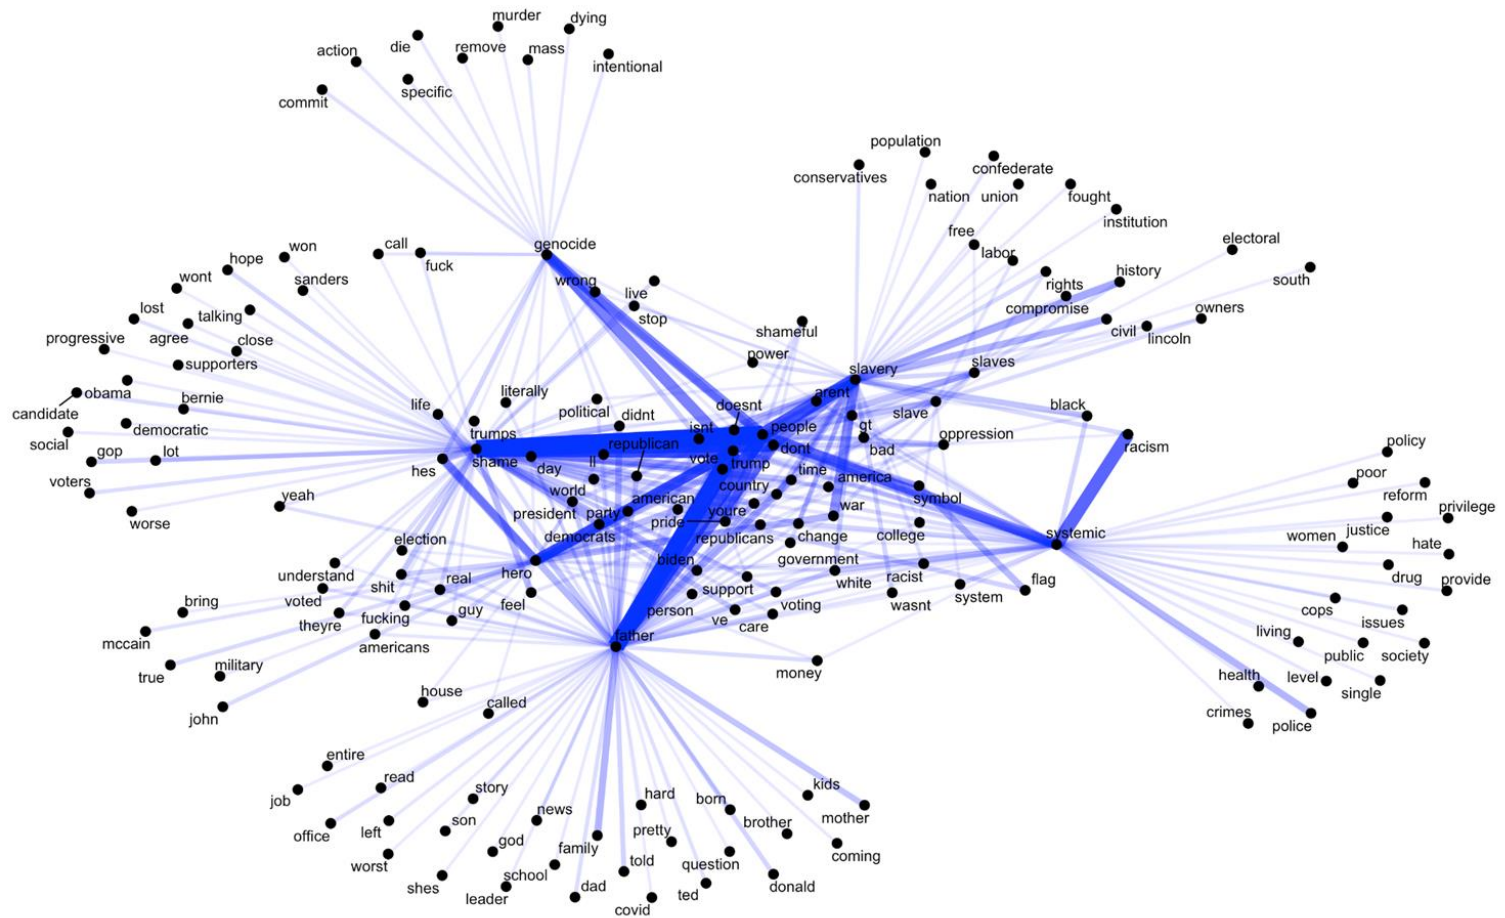 murder
dying
die
action
remove
mass
intentional
specific
commit
population
conservatives
confederate
nation
union
fought
institution
free
labor
electoral
history
south
rights
compromise
owners
civil
lincoln
genocide
call
fuck
won
hope
wont
sanders
wrong
live
stop
lost
talking
agree
close
progressive
supporters
shameful
power
slavery
slaves
arent
obama
candidate
bernie
literally
life
political
doesnt
slave
black
democratic
social
trumps
didnt
isnt
people
gt
oppression
racism
republican
gop
lot
shame
hes
day
ll
vote
trump
dont
bad
policy
voters
time
america
symbol
country
poor
reform
yeah
world
american
worse
president
party
youre
war
pride
privilege
democrats
republicans
change
college
systemic
women
justice
election
biden
government
hate
hero
understand
shit
real
support
white
racist
flag
drug
provide
voted
feel
person
voting
wasnt
system
bring
theyre
fucking
guy
ve
care
cops
issues
mccain
americans
father
living
public
society
true
military
money
health
level
single
john
house
called
crimes
police
entire
job
read
story
hard
born
kids
mother
office
left
son
news
pretty
brother
worst
god
family
told
question
coming
shes
school
leader
dad
covid
ted
donald